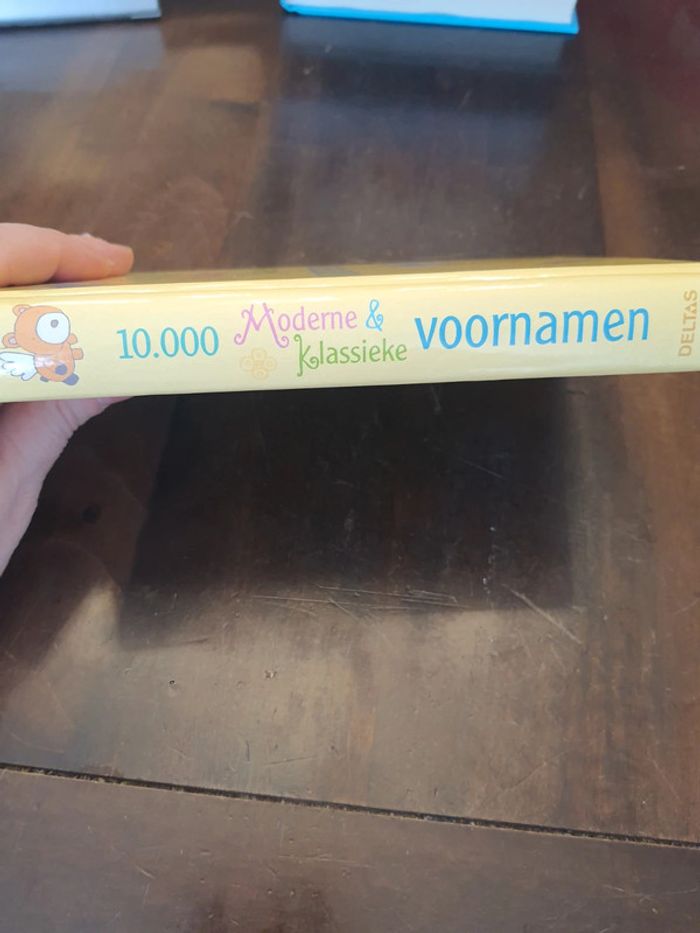 10.000 Moderne & Klassieke voornamen
DELTAS